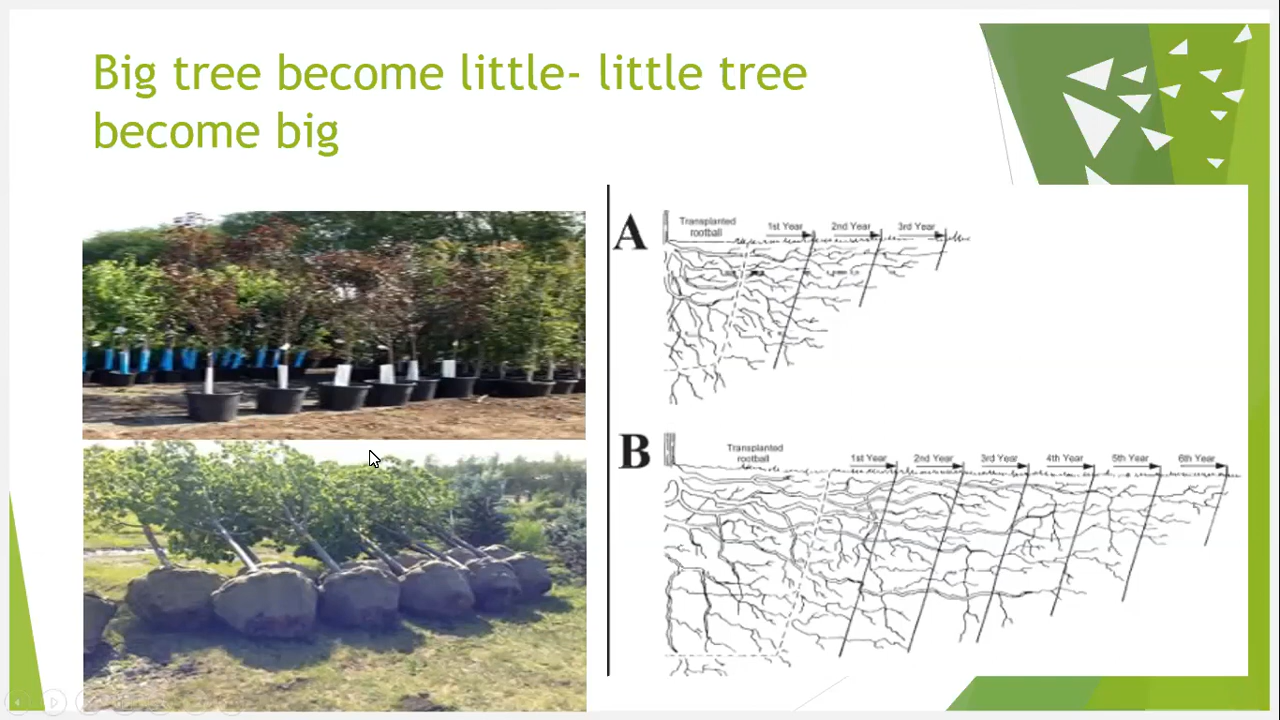 Big tree become little- little tree
become big
A
Transplanted
rootball
1st Year
2nd Year
3rd Year
B
Transplanted
rootball
1st Year
2nd Year
3rd Year
4th Year
5th Year
6th Year